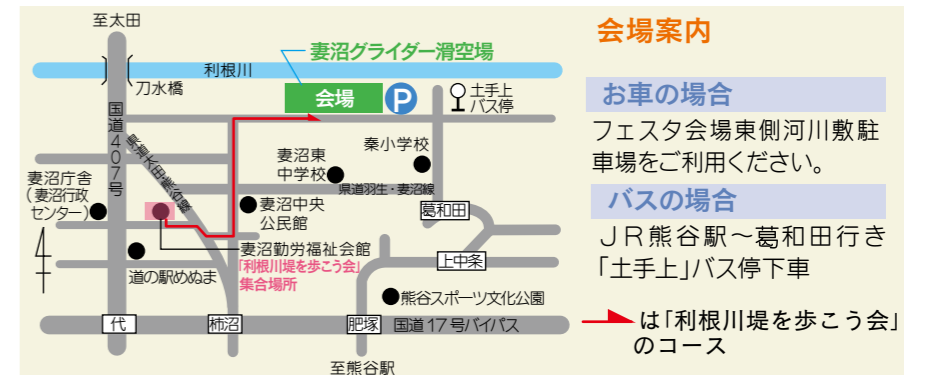 至太田
妻沼グライダー滑空場
利根川
刀水橋
会場
P
土手上
バス停
国道407号
県道太田・熊谷線
秦小学校
妻沼東
中学校
県道羽生・妻沼線
妻沼庁舎
(妻沼行政
センター)
妻沼中央
公民館
葛和田
妻沼勤労福祉会館
「利根川堤を歩こう会」
集合場所
道の駅めぬま
上中条
熊谷スポーツ文化公園
代
柿沼
肥塚
国道17号バイパス
至熊谷駅
会場案内
お車の場合
フェスタ会場東側河川敷駐
車場をご利用ください。
バスの場合
JR熊谷駅〜葛和田行き
「土手上」バス停下車
は「利根川堤を歩こう会」
のコース